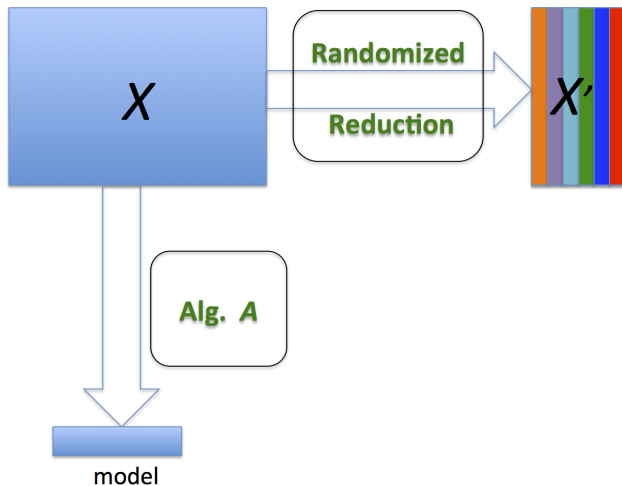 X
Randomized
Reduction
X'
Alg. A
model